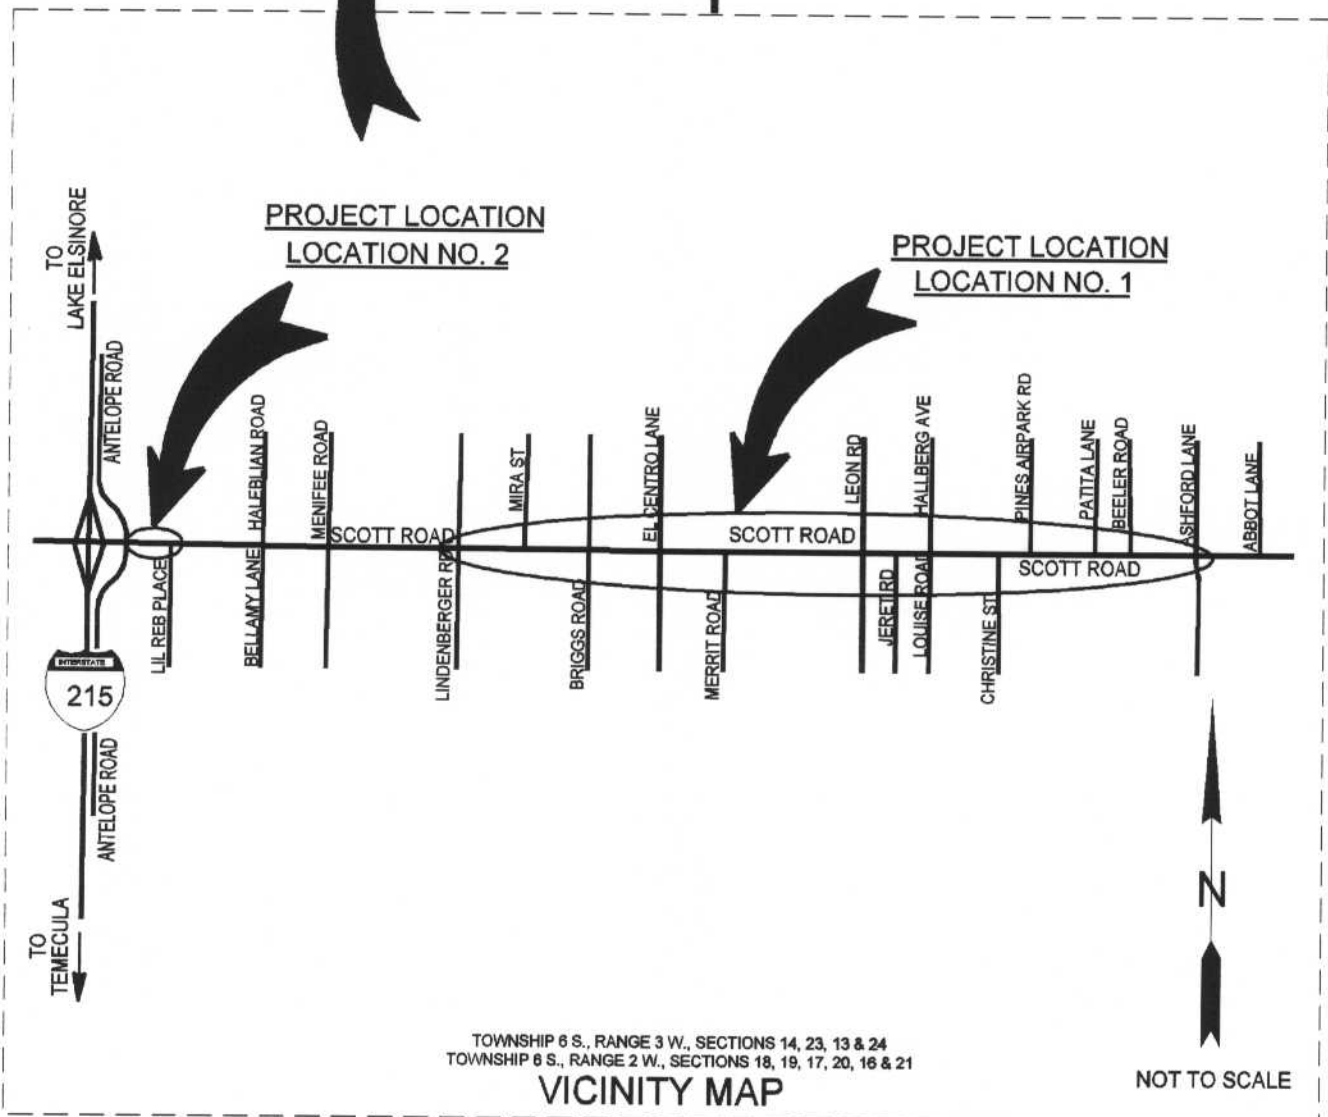 PROJECT LOCATION
LOCATION NO. 2
PROJECT LOCATION
LOCATION NO. 1
TO
LAKE ELSINORE
ANTELOPE ROAD
HALEBLIAN ROAD
MENIFEE ROAD
MIRA ST
EL CENTRO LANE
LEON RD
HALLBERG AVE
PINES AIRPARK RD
PATITA LANE
BEELER ROAD
ASHFORD LANE
ABBOT LANE
SCOTT ROAD
SCOTT ROAD
SCOTT ROAD
LIL REB PLACE
BELLAMY LANE
LINDENBERGER RD
BRIGGS ROAD
MERRIT ROAD
JERET RD
LOUISE ROAD
CHRISTINE ST
INTERSTATE
215
ANTELOPE ROAD
TO
TEMECULA
N
TOWNSHIP 6 S., RANGE 3 W., SECTIONS 14, 23, 13 & 24
TOWNSHIP 6 S., RANGE 2 W., SECTIONS 18, 19, 17, 20, 16 & 21
VICINITY MAP
NOT TO SCALE